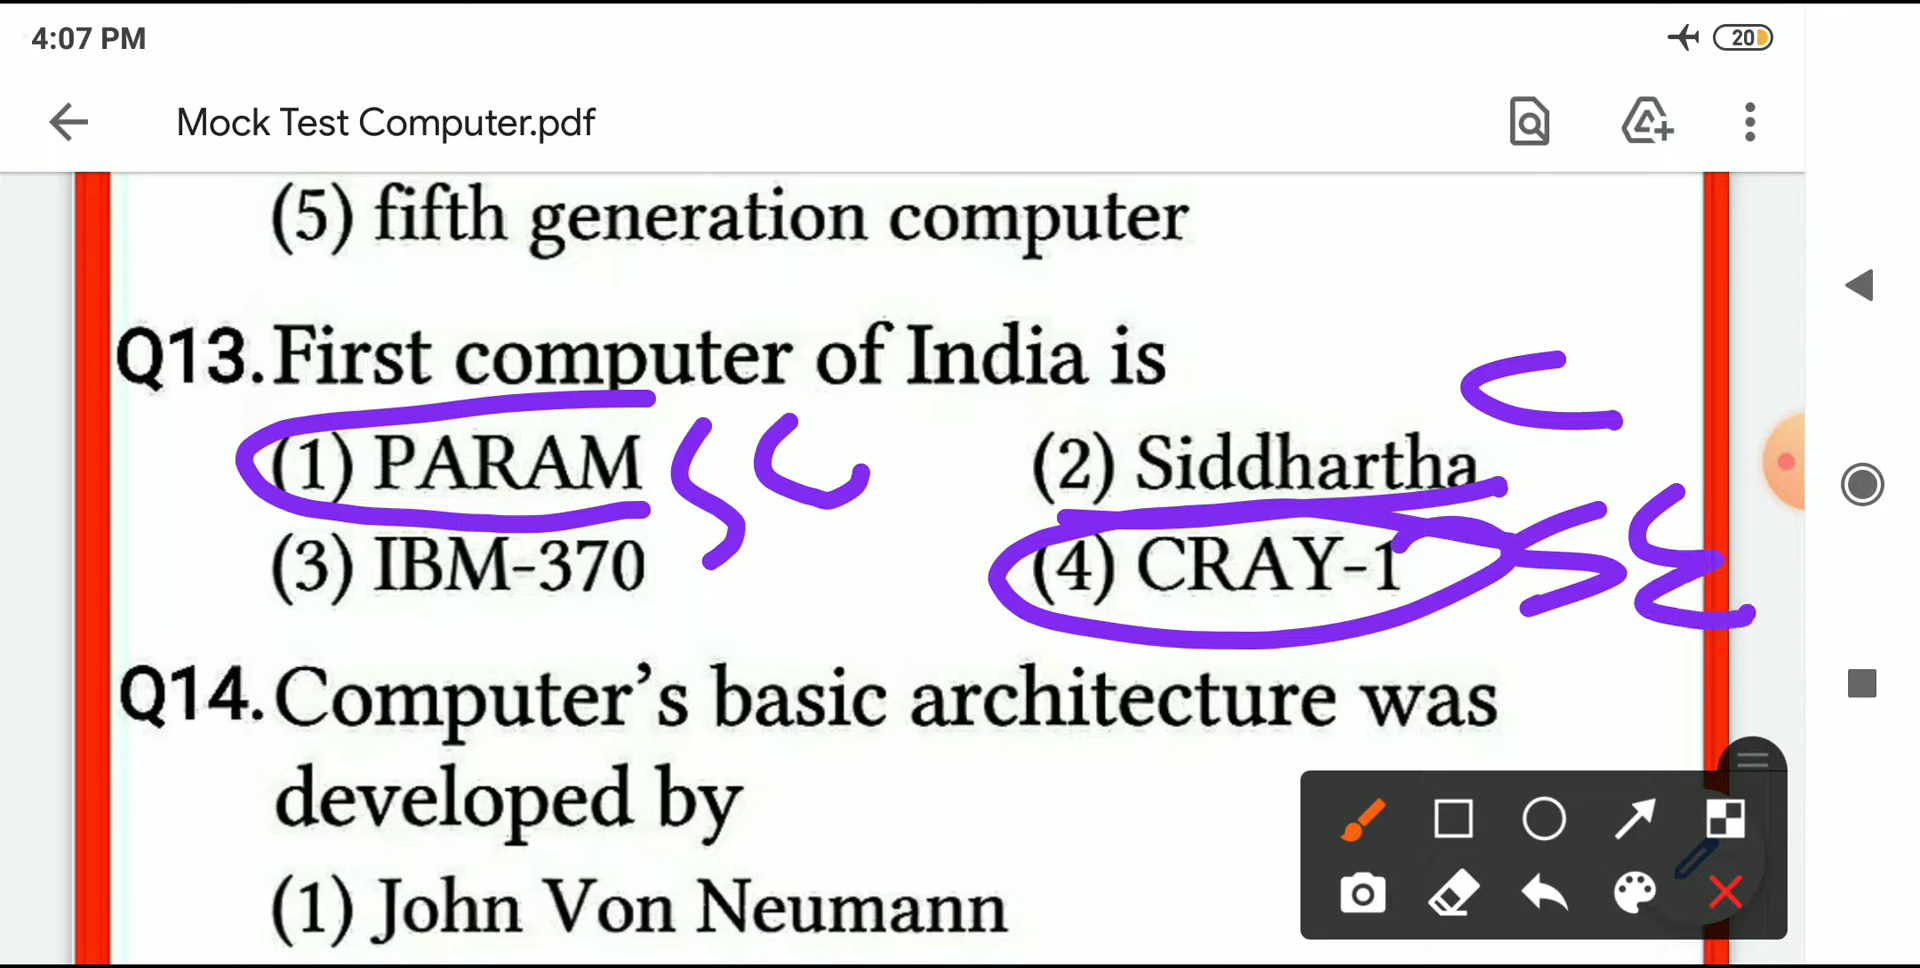 4:07 PM
20
Mock Test Computer.pdf
(5) fifth generation computer
Q13. First computer of India is
(1) PARAM SC (2) Siddhartha C
(3) IBM-370 (4) CRAY-1
Q14. Computer's basic architecture was
developed by
(1) John Von Neumann